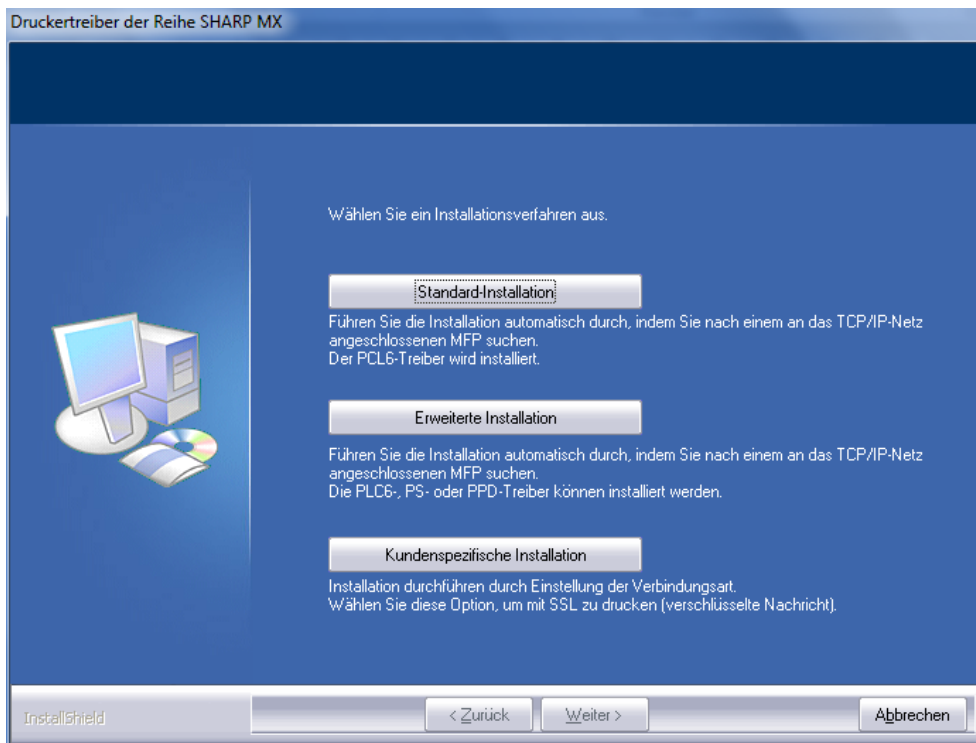 Druckertreiber der Reihe SHARP MX
Wählen Sie ein Installationsverfahren aus.
Standard-Installation
Führen Sie die Installation automatisch durch, indem Sie nach einem an das TCP/IP-Netz
angeschlossenen MFP suchen.
Der PCL6-Treiber wird installiert.
Erweiterte Installation
Führen Sie die Installation automatisch durch, indem Sie nach einem an das TCP/IP-Netz
angeschlossenen MFP suchen.
Die PLC6-, PS- oder PPD-Treiber können installiert werden.
Kundenspezifische Installation
Installation durchführen durch Einstellung der Verbindungsart.
Wählen Sie diese Option, um mit SSL zu drucken (verschlüsselte Nachricht).
InstallShield
< Zurück
Weiter >
Abbrechen